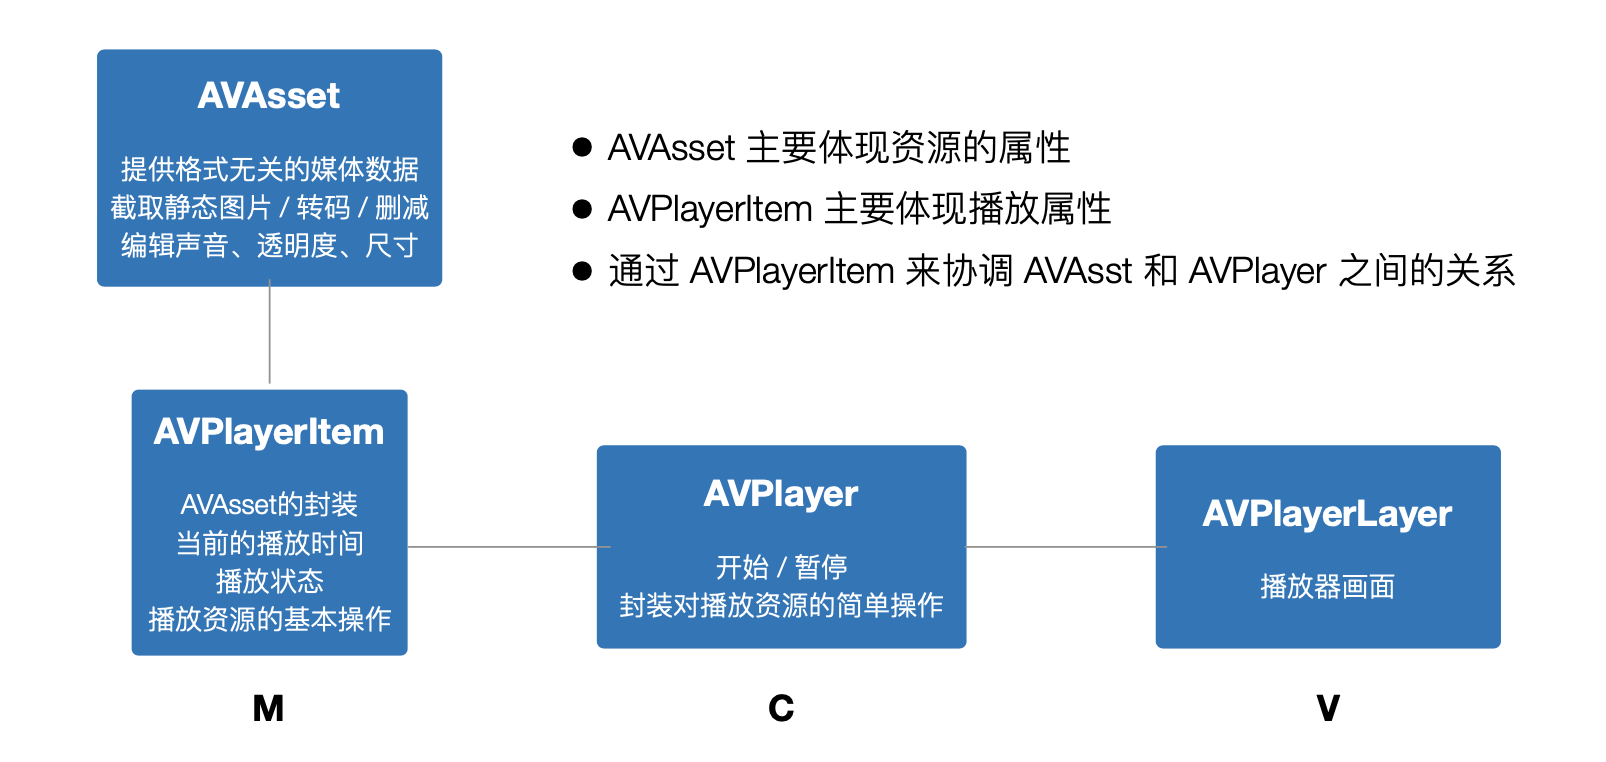 AVAsset
提供格式无关的媒体数据
截取静态图片 / 转码 / 删减
编辑声音、透明度、尺寸
● AVAsset 主要体现资源的属性
● AVPlayerItem 主要体现播放属性
● 通过 AVPlayerItem 来协调 AVAsst 和 AVPlayer 之间的关系
AVPlayerItem
AVAsset的封装
当前的播放时间
播放状态
播放资源的基本操作
AVPlayer
开始 / 暂停
封装对播放资源的简单操作
AVPlayerLayer
播放器画面
M
C
V